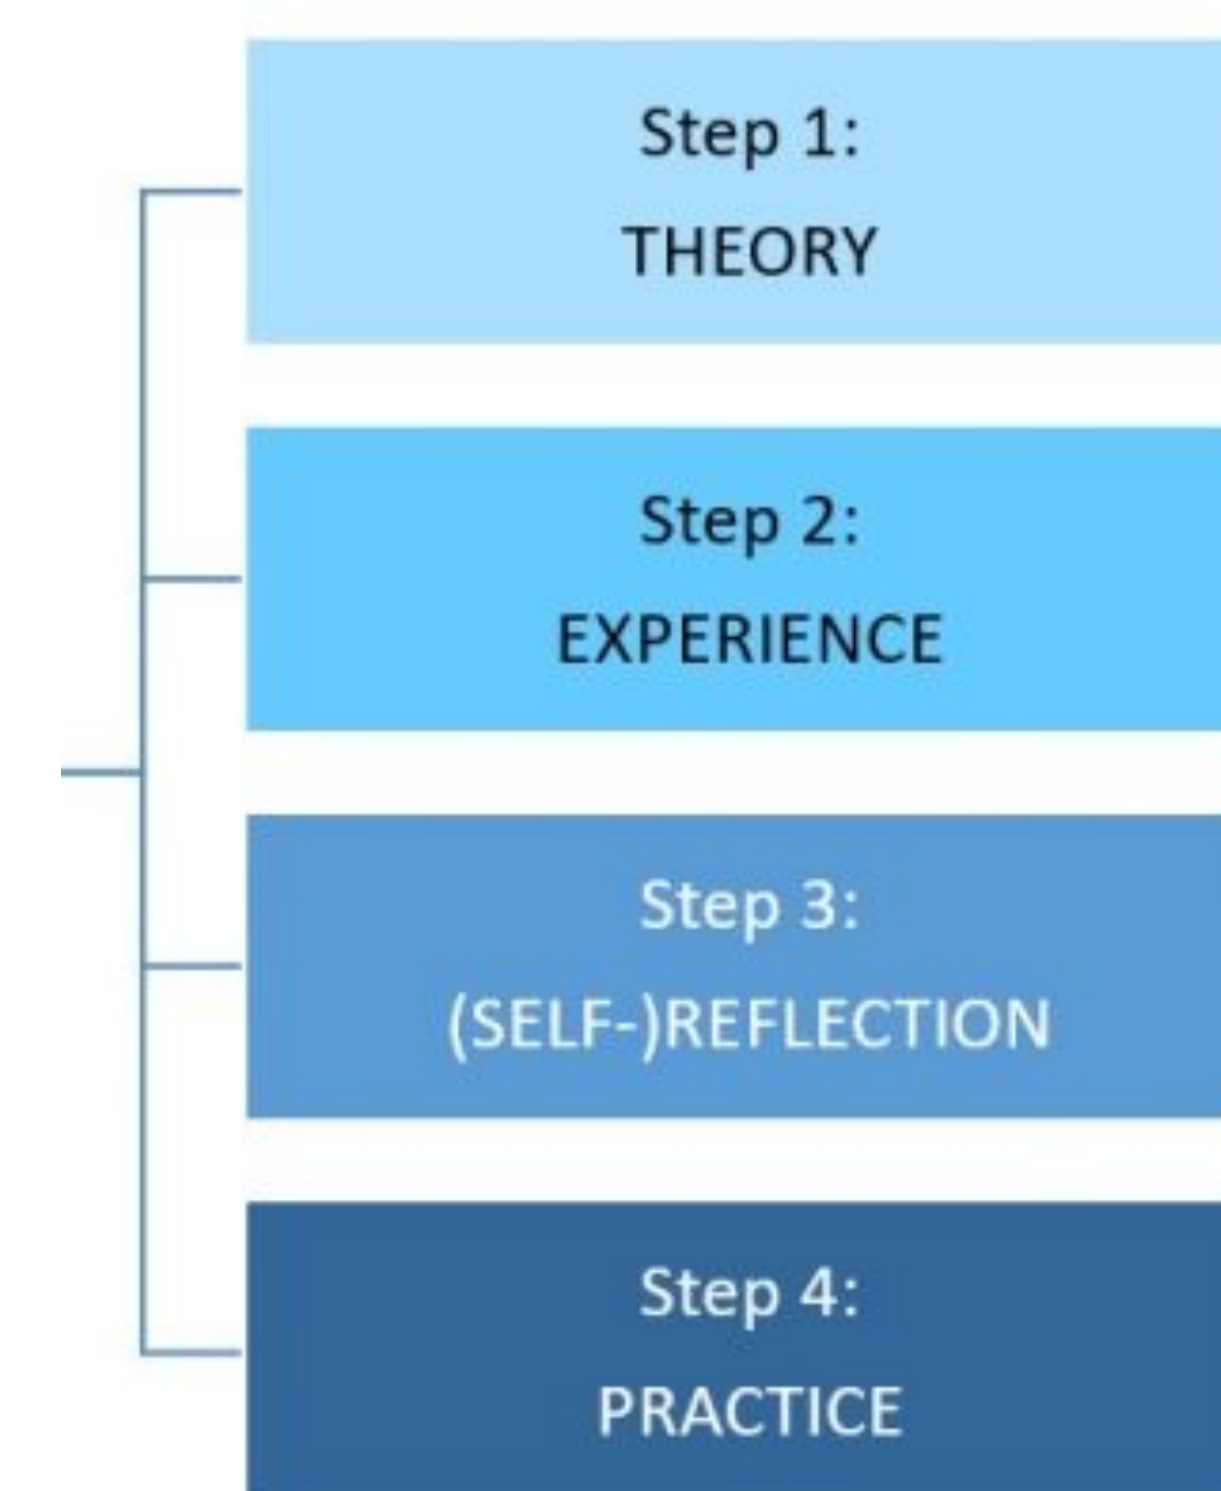 Step 1:
THEORY
Step 2:
EXPERIENCE
Step 3:
(SELF-)REFLECTION
Step 4:
PRACTICE